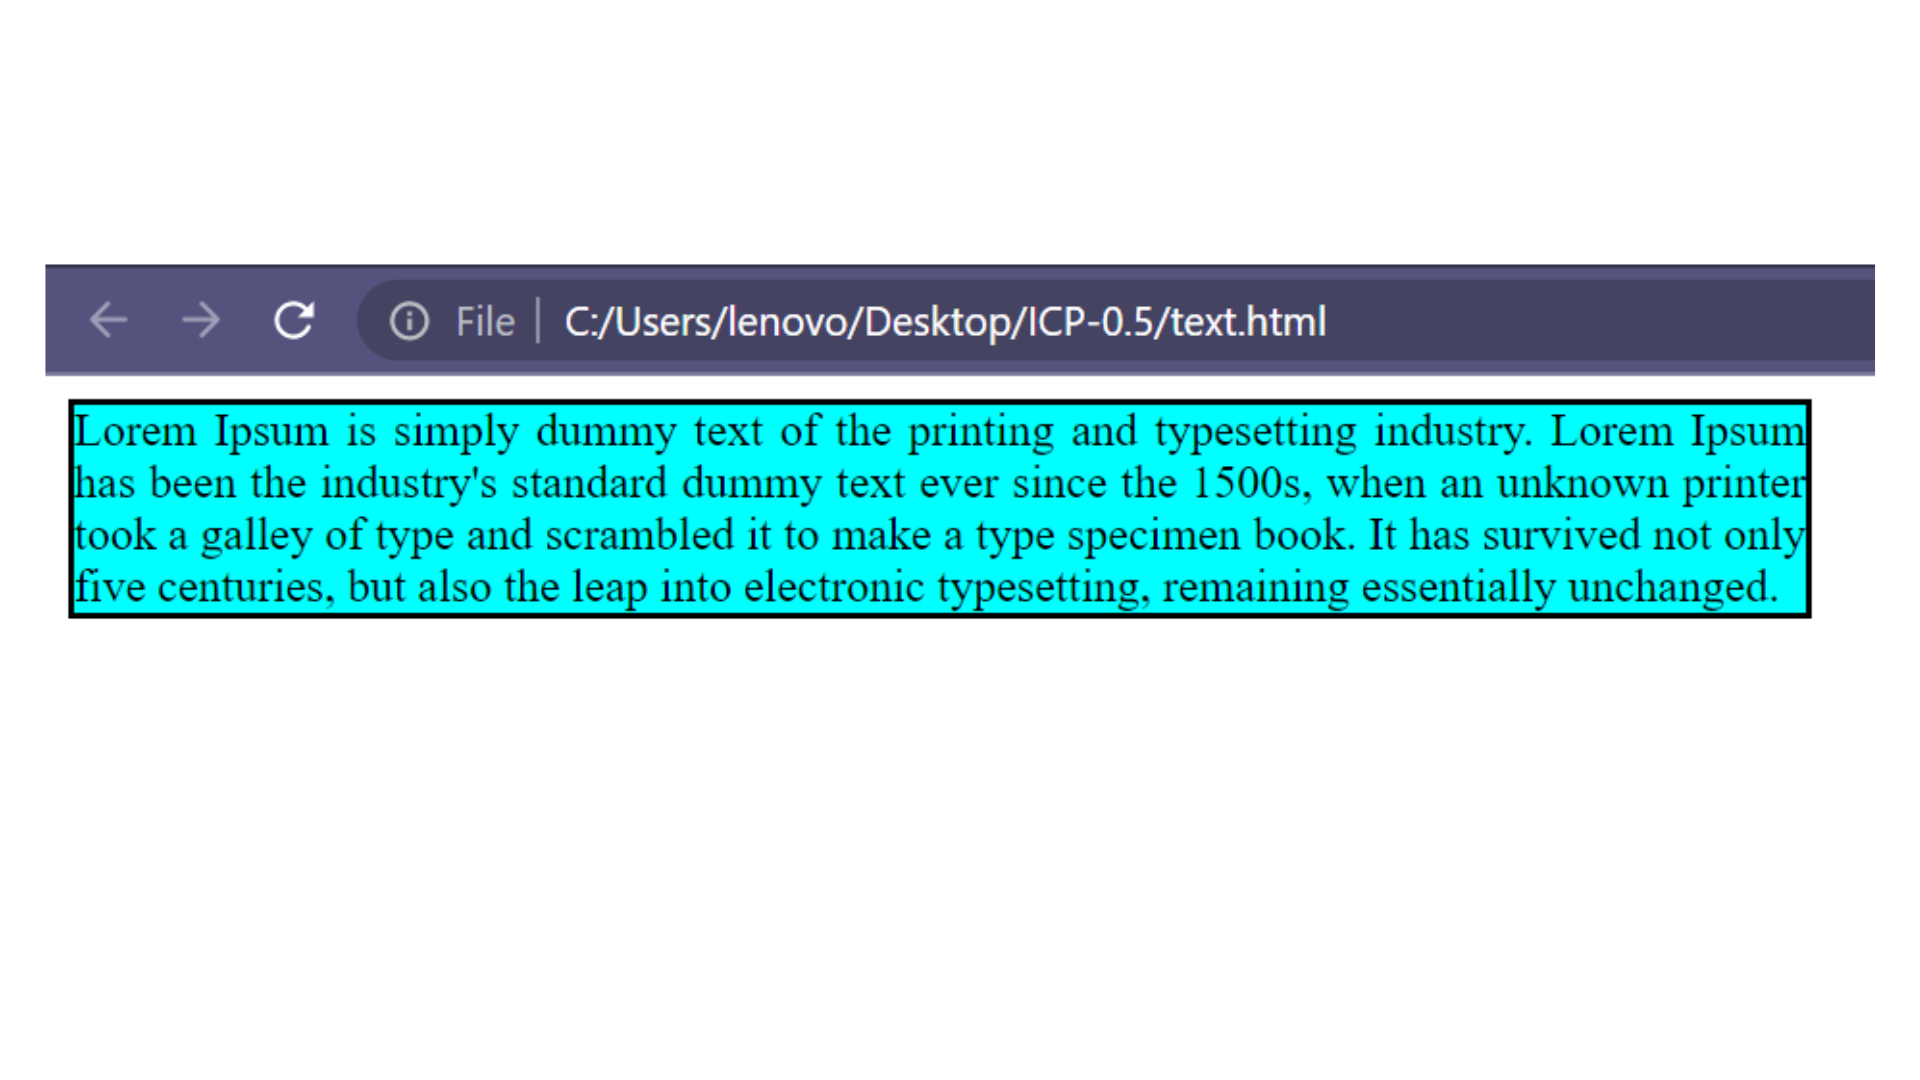 File | C:/Users/lenovo/Desktop/ICP-0.5/text.html
Lorem Ipsum is simply dummy text of the printing and typesetting industry. Lorem Ipsum
has been the industry's standard dummy text ever since the 1500s, when an unknown printer
took a galley of type and scrambled it to make a type specimen book. It has survived not only
five centuries, but also the leap into electronic typesetting, remaining essentially unchanged.